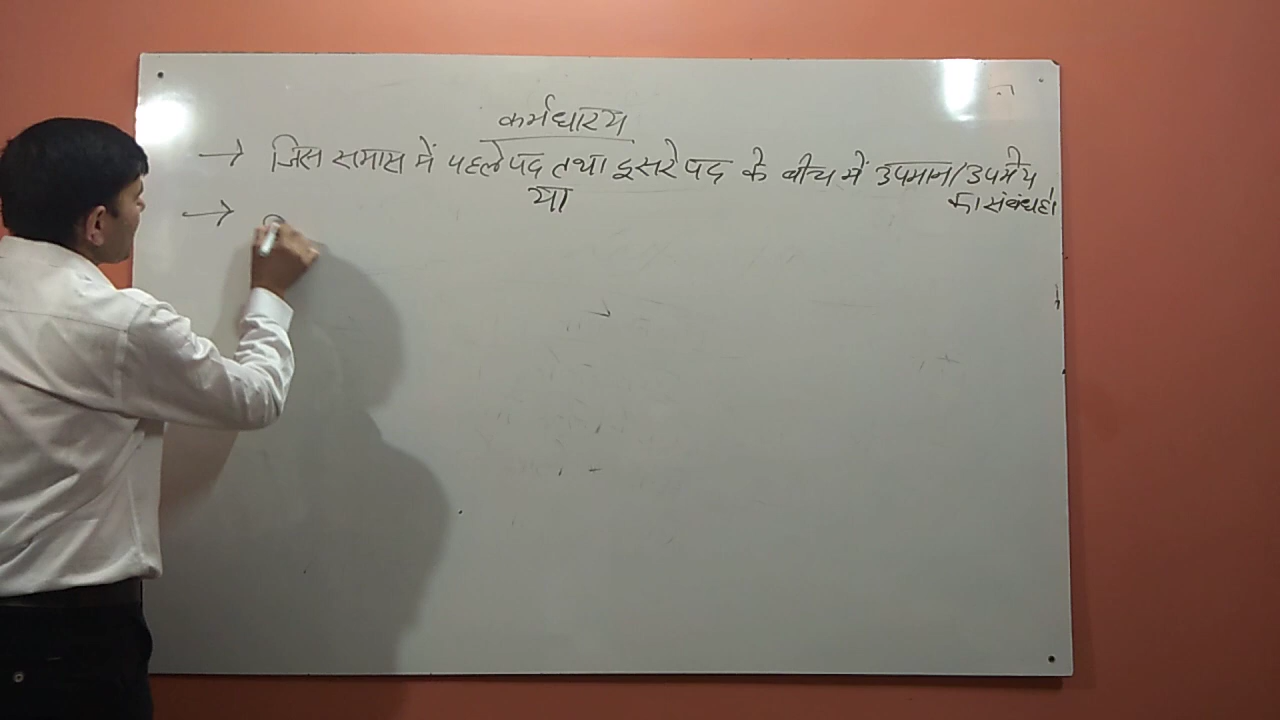 कर्मधारय
→ जिस समास में पहले पद तथा दूसरे पद के बीच में उपमान/उपमेय
का संबंध हो।
या
→